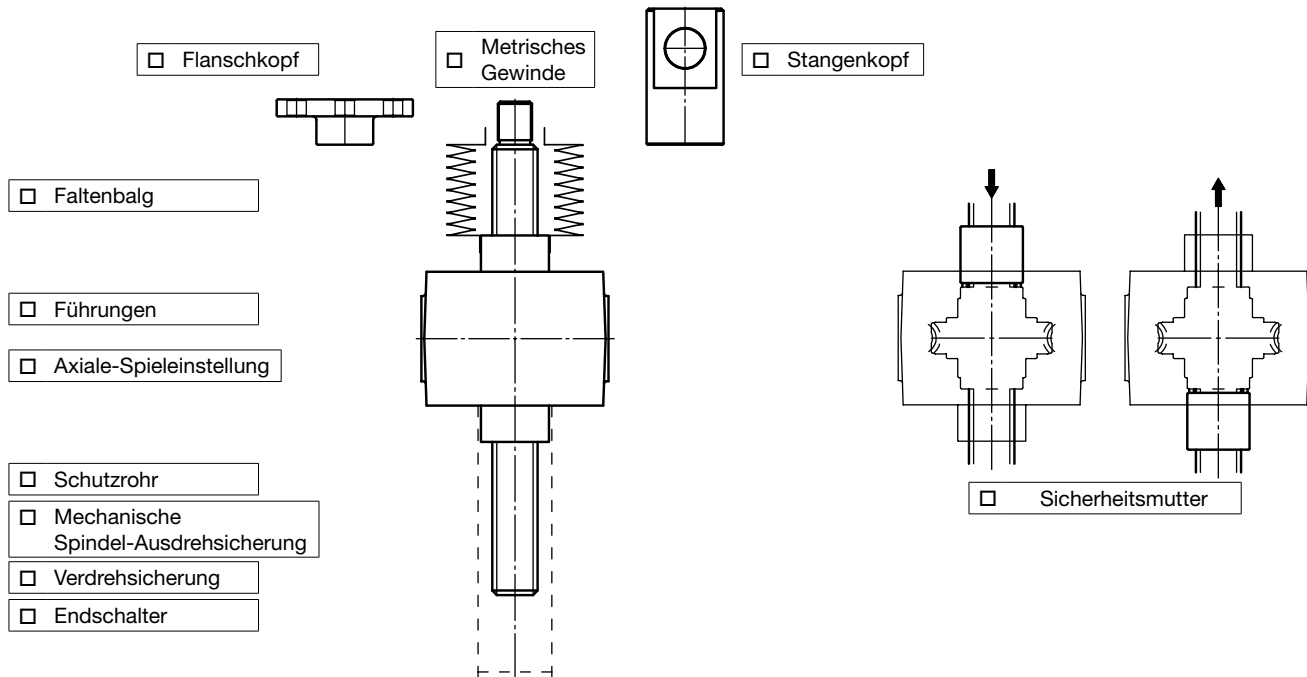 Flanschkopf
Metrisches
Gewinde
Stangenkopf
Faltenbalg
Führungen
Axiale-Spieleinstellung
Schutzrohr
Mechanische
Spindel-Ausdrehsicherung
Verdrehsicherung
Endschalter
Sicherheitsmutter